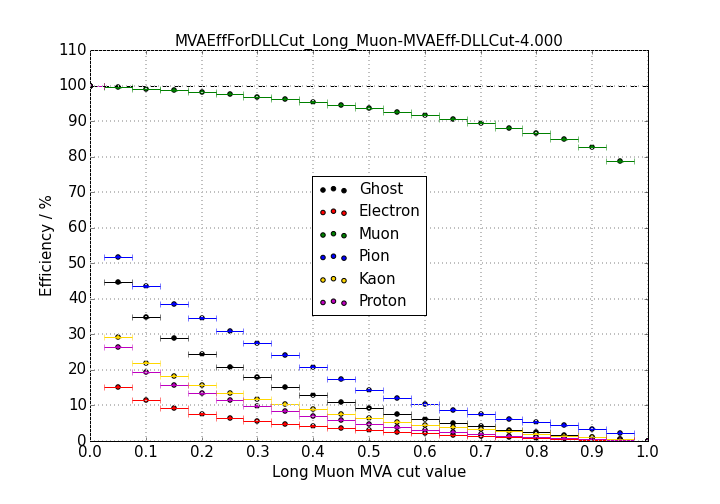 MVAEffForDLLCut_Long_Muon-MVAEff-DLLCut-4.000
Efficiency / %
110
100
90
80
70
60
50
40
30
20
10
0
Ghost
Electron
Muon
Pion
Kaon
Proton
0.0 0.1 0.2 0.3 0.4 0.5 0.6 0.7 0.8 0.9 1.0
Long Muon MVA cut value